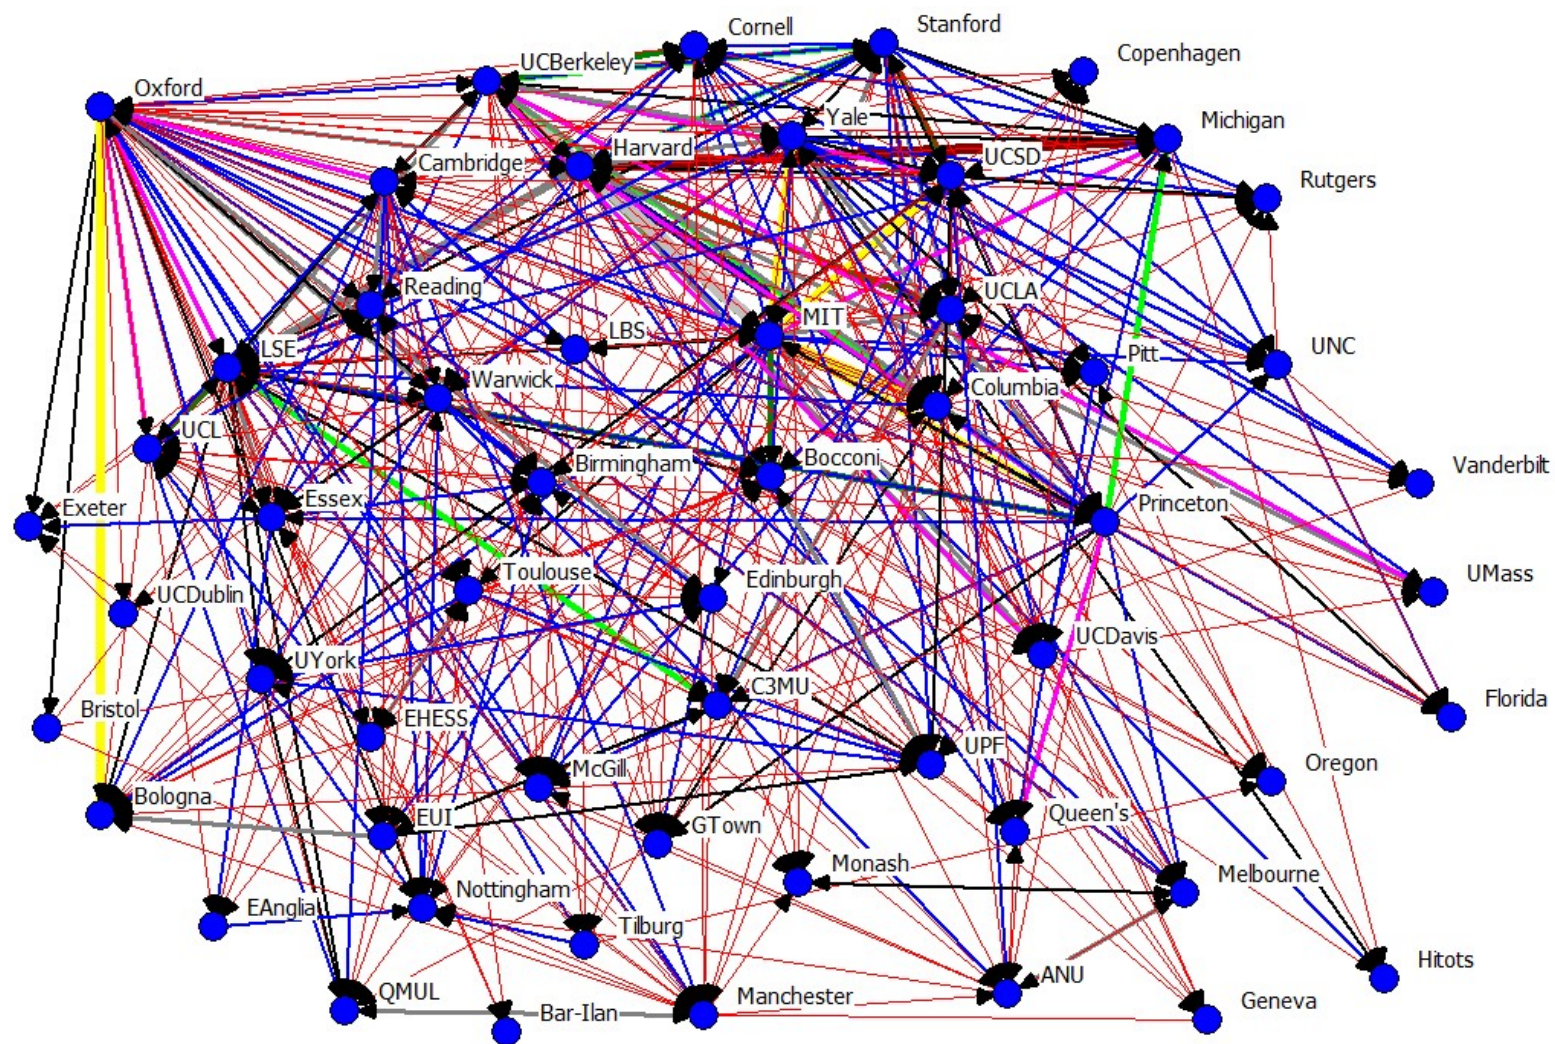 Cornell
Stanford
Copenhagen
UCBerkeley
Oxford
Yale
Michigan
Harvard
UCSD
Cambridge
Rutgers
Reading
UCLA
LBS
MIT
LSE
Pitt
UNC
Warwick
Columbia
UCL
Birmingham
Bocconi
Vanderbilt
Essex
Exeter
Princeton
Toulouse
Edinburgh
UMass
UCDublin
UCDavis
UYork
C3MU
Florida
Bristol
EHESS
UPF
Oregon
McGill
Bologna
EUI
GTown
Queen's
Monash
Melbourne
Nottingham
EAnglia
Tilburg
Hitots
ANU
QMUL
Manchester
Geneva
Bar-Ilan